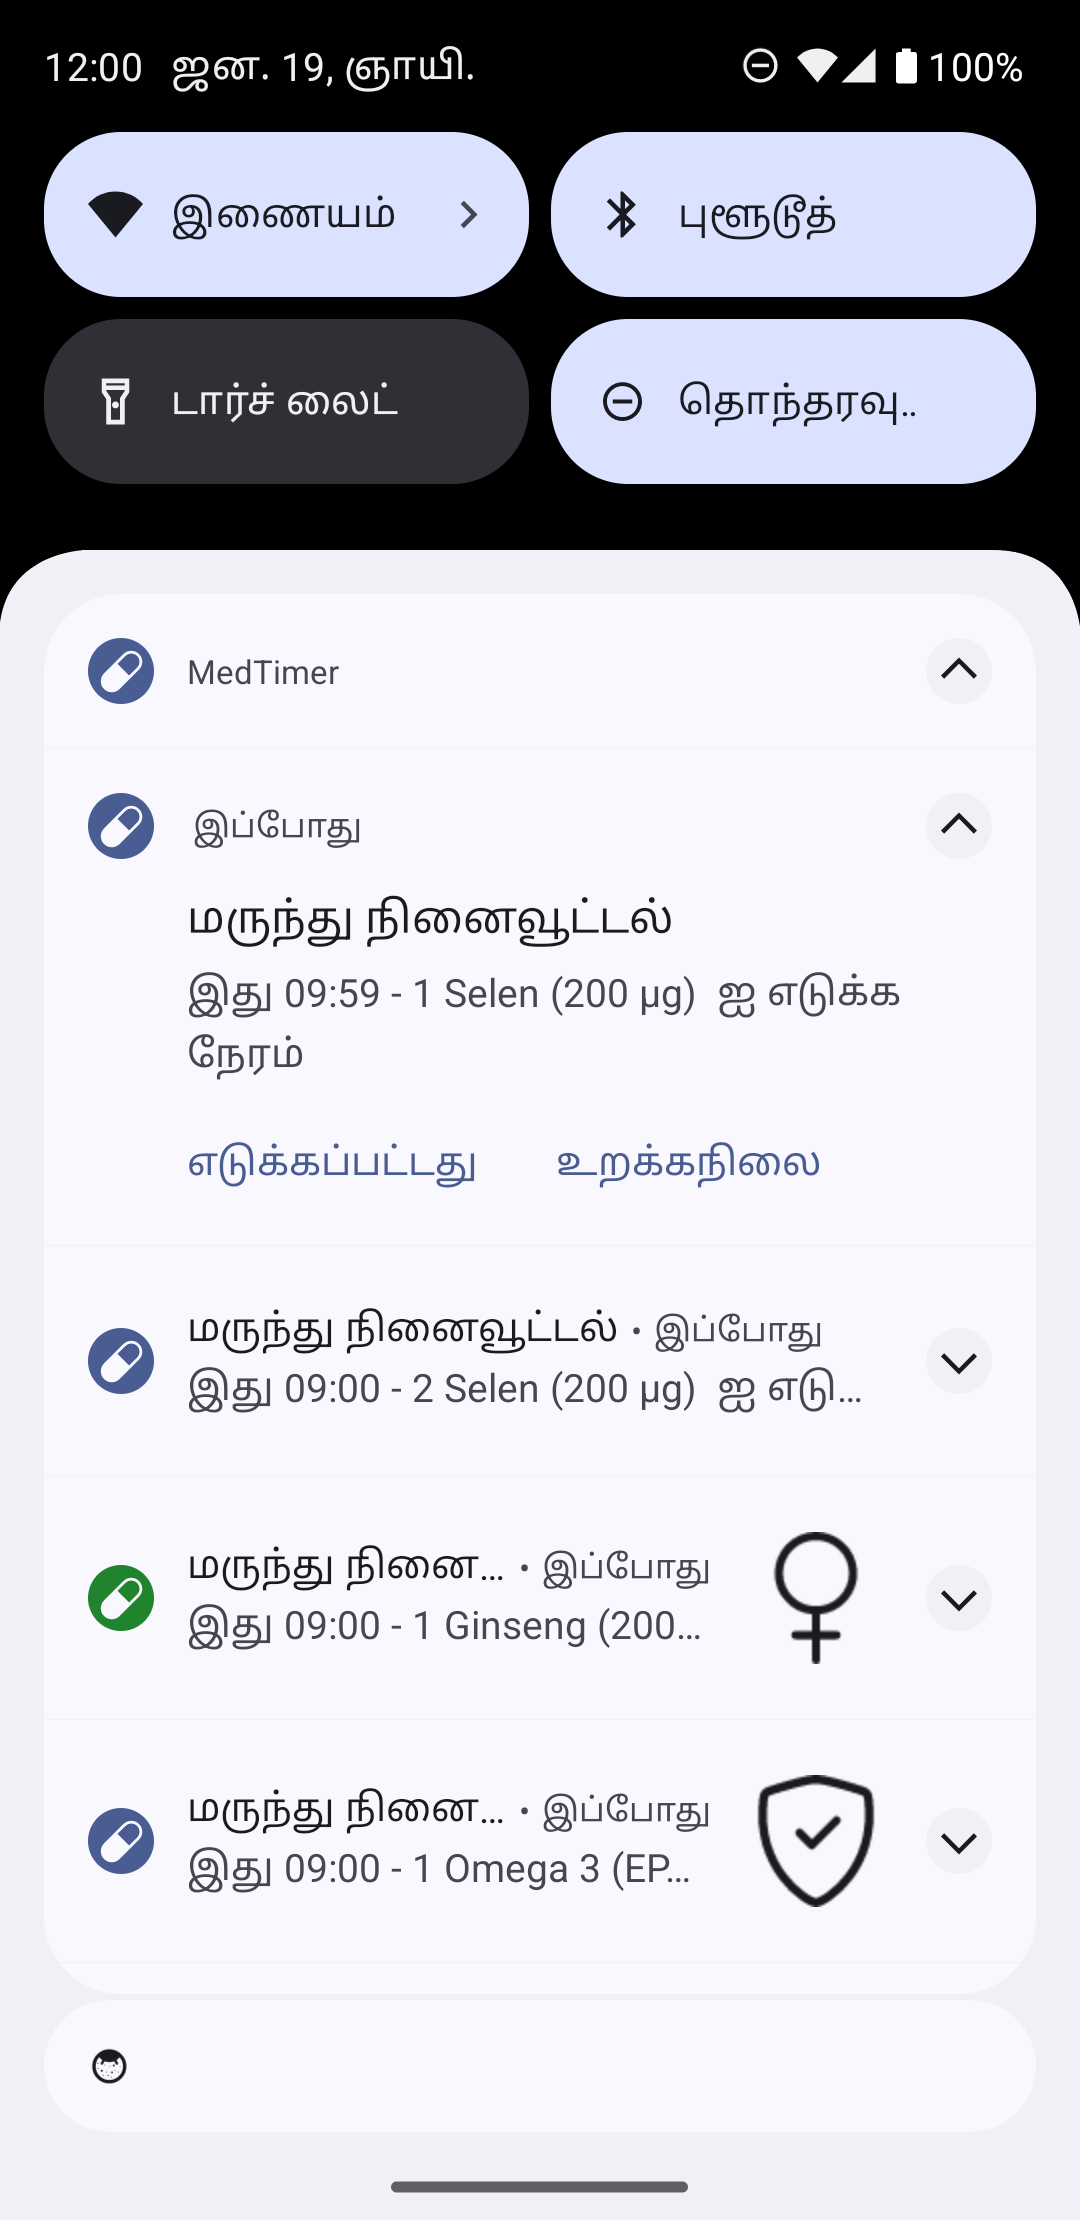 12:00 ஜன. 19, ஞாயி. 100%
இணையம்
புளூடூத்
டார்ச் லைட்
தொந்தரவு..
MedTimer
இப்போது
மருந்து நினைவூட்டல்
இது 09:59 - 1 Selen (200 µg) ஐ எடுக்க
நேரம்
எடுக்கப்பட்டது உறக்கநிலை
மருந்து நினைவூட்டல் • இப்போது
இது 09:00 - 2 Selen (200 µg) ஐ எடு...
மருந்து நினை... • இப்போது
இது 09:00 - 1 Ginseng (200...
மருந்து நினை... • இப்போது
இது 09:00 - 1 Omega 3 (EP...